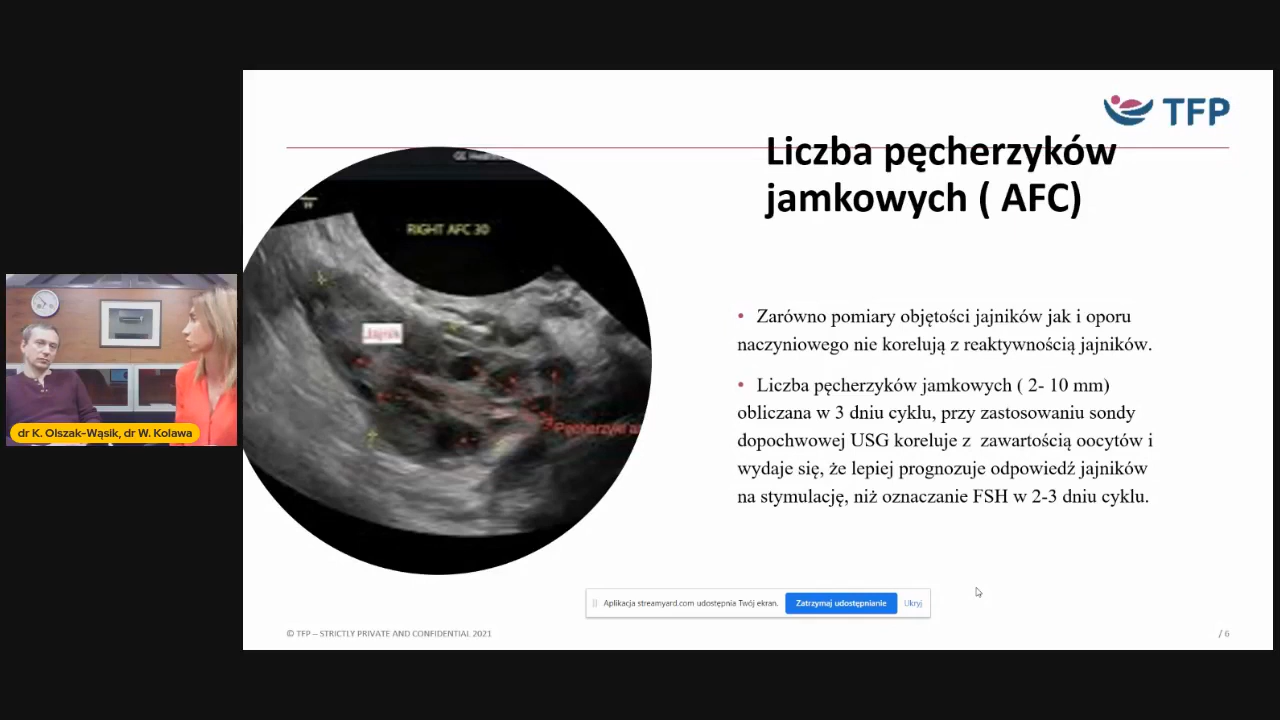 TFP
Liczba pęcherzyków
jamkowych ( AFC)
RIGHT AFC 30
Jajnik
Pęcherzyki
• Zarówno pomiary objętości jajników jak i oporu
naczyniowego nie korelują z reaktywnością jajników.
• Liczba pęcherzyków jamkowych ( 2- 10 mm)
obliczana w 3 dniu cyklu, przy zastosowaniu sondy
dopochwowej USG koreluje z zawartością oocytów i
wydaje się, że lepiej prognozuje odpowiedź jajników
na stymulację, niż oznaczanie FSH w 2-3 dniu cyklu.
dr K. Olszak-Wąsik, dr W. Kolawa
Aplikacja streamyard.com udostępnia Twój ekran.
Zatrzymaj udostępnianie
Ukryj
© TFP – STRICTLY PRIVATE AND CONFIDENTIAL 2021
/ 6